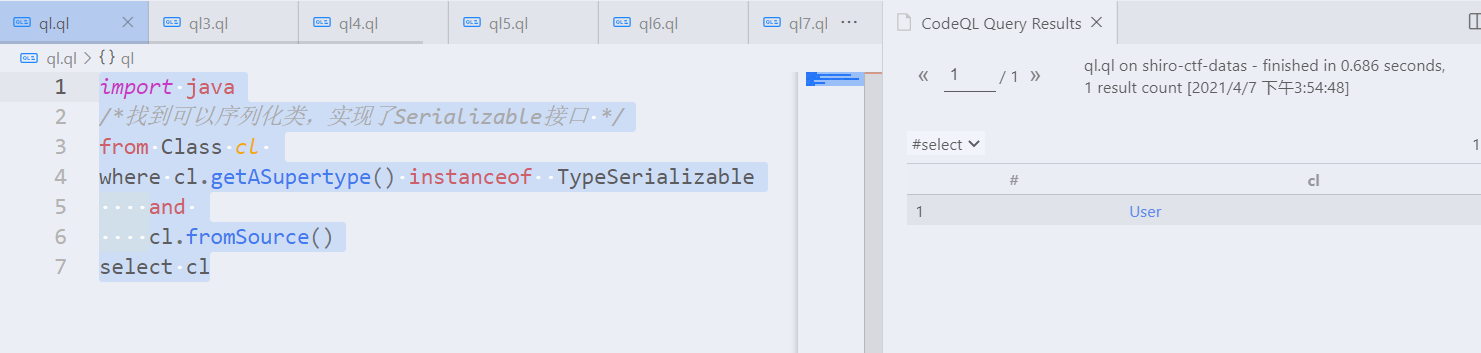 ql.ql ql3.ql ql4.ql ql5.ql ql6.ql ql7.ql ...
ql.ql > {} ql
1 import java
2 /*找到可以序列化类，实现了Serializable接口 */
3 from Class cl
4 where cl.getASupertype() instanceof TypeSerializable
5 and
6 cl.fromSource()
7 select cl
CodeQL Query Results
« 1 / 1 »
ql.ql on shiro-ctf-datas - finished in 0.686 seconds,
1 result count [2021/4/7 下午3:54:48]
#select 1
# cl
1 User